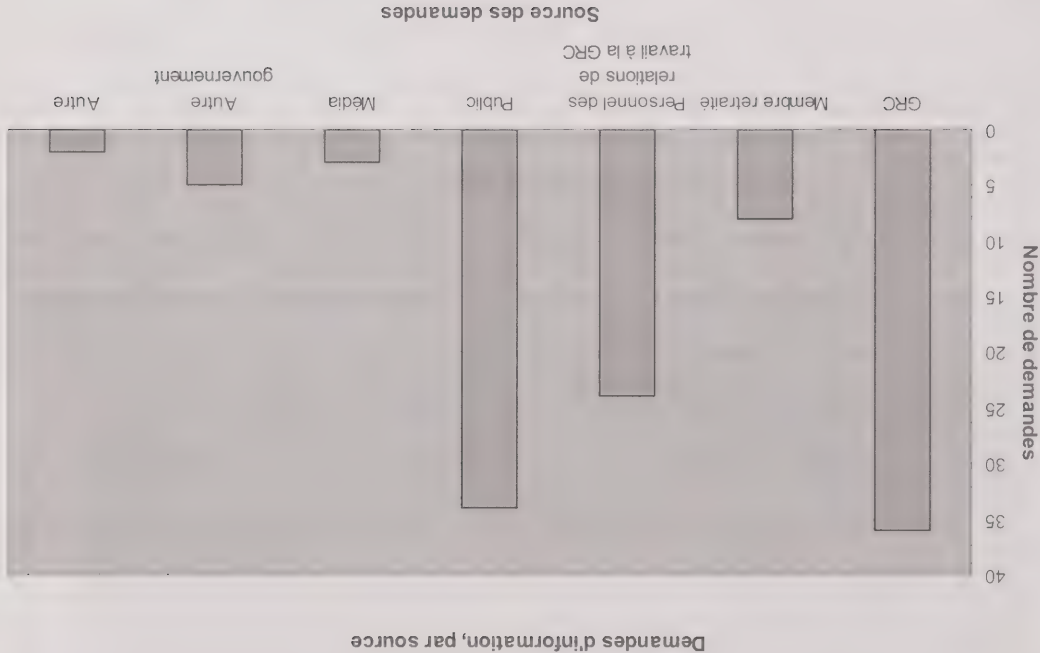 Demandes d'information, par source
Nombre de demandes
40
35
30
25
20
15
10
5
0
GRC
Membre retraité
Personnel des
relations de
travail à la GRC
Public
Média
Autre
gouvernement
Autre
Source des demandes